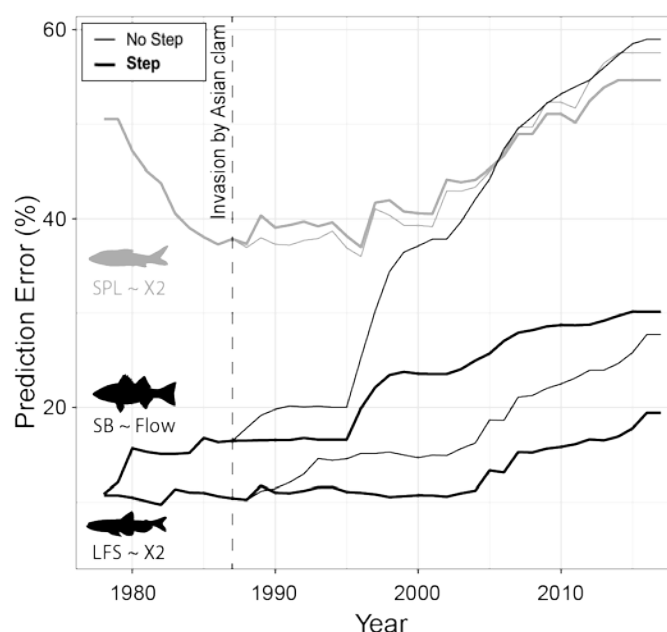 No Step
Step
Invasion by Asian clam
Prediction Error (%)
60
40
20
SPL ~ X2
SB ~ Flow
LFS ~ X2
1980
1990
2000
2010
Year